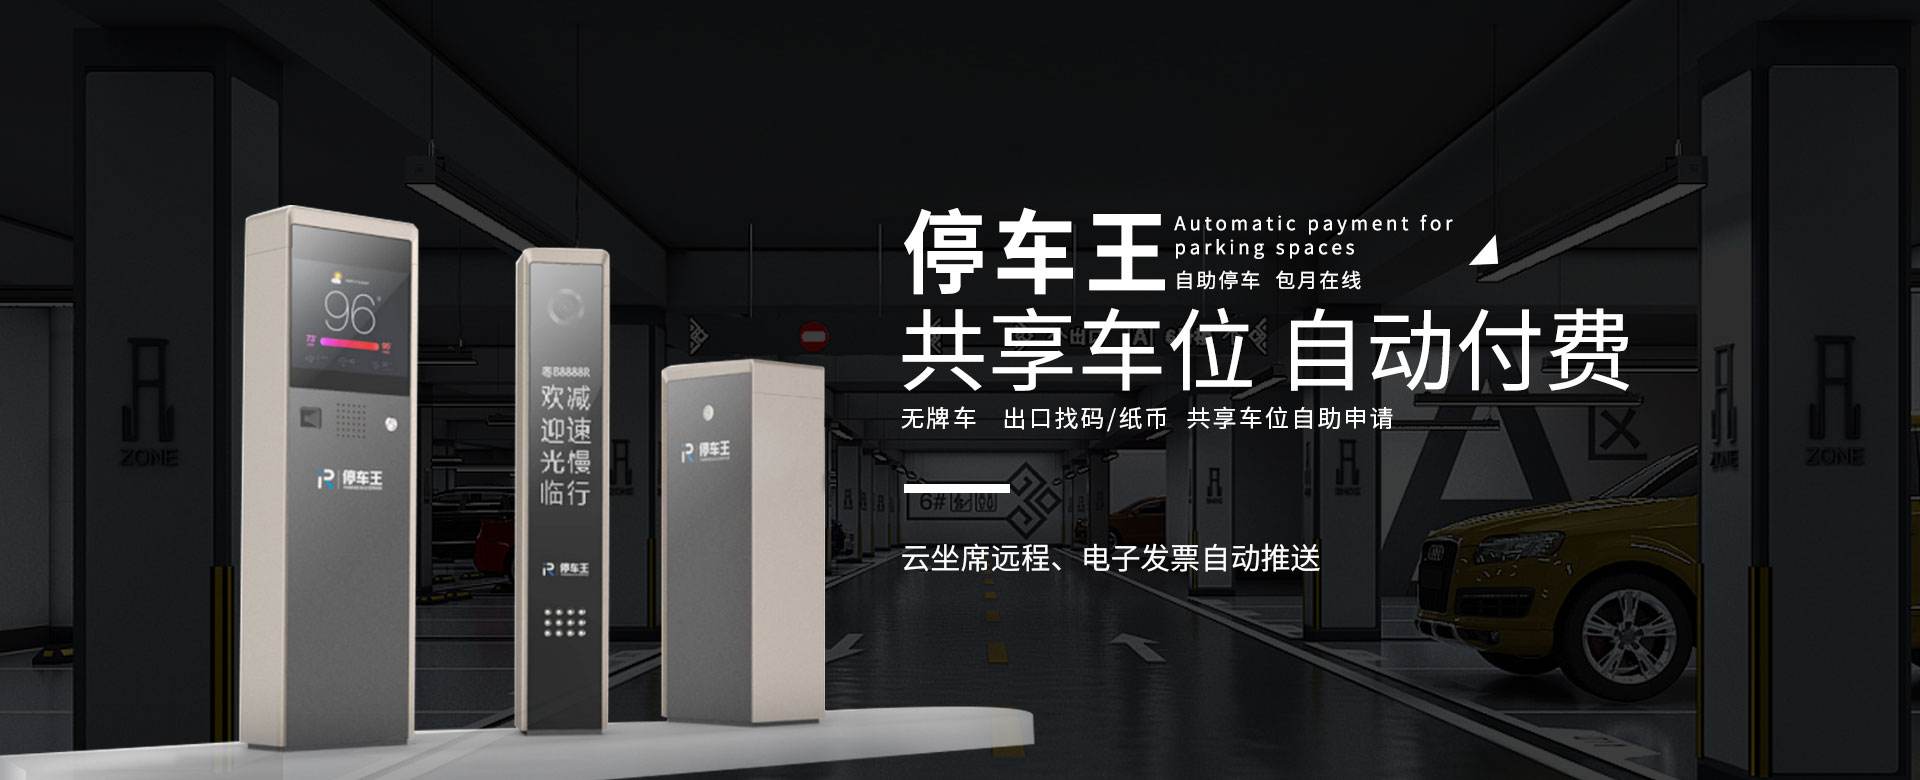 停车王
Automatic payment for
parking spaces
自助停车 包月在线
共享车位 自动付费
无牌车 出口找码/纸币 共享车位自助申请
云坐席远程、电子发票自动推送
96°
73
停车王
粤B8888R
欢减
迎速
光慢
临行
停车王
停车王
ZONE
6#
A
ZONE